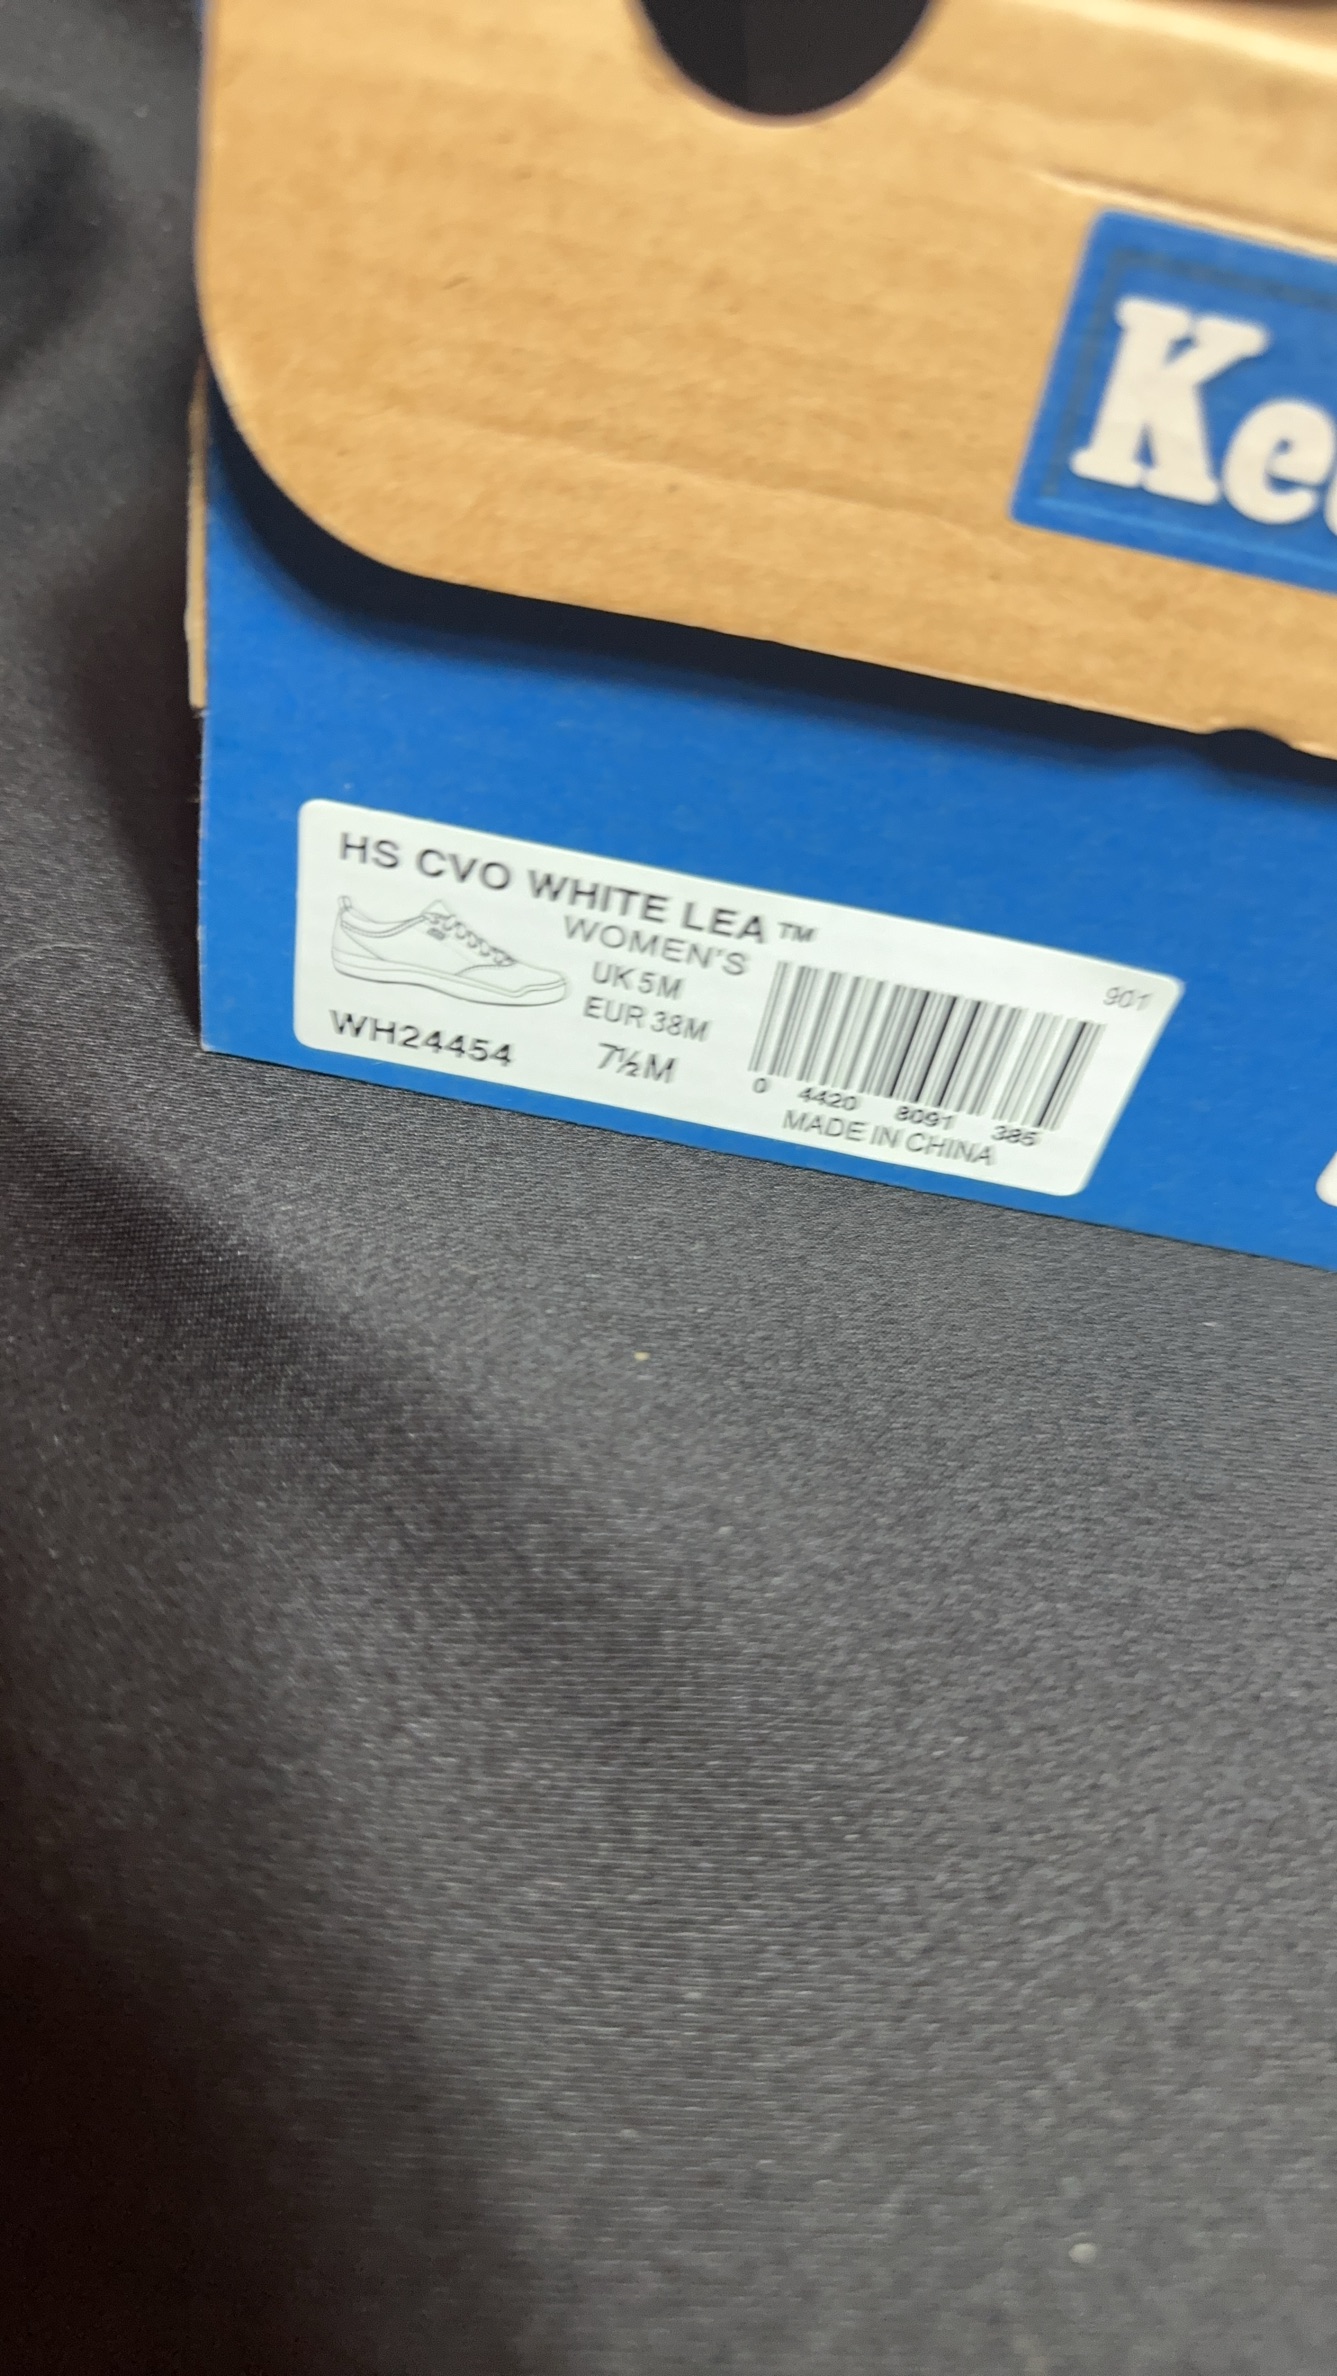 Ke
HS CVO WHITE LEA™
WOMEN'S
UK 5M
EUR 38M
7½M
WH24454
901
0 4420 8091 385
MADE IN CHINA